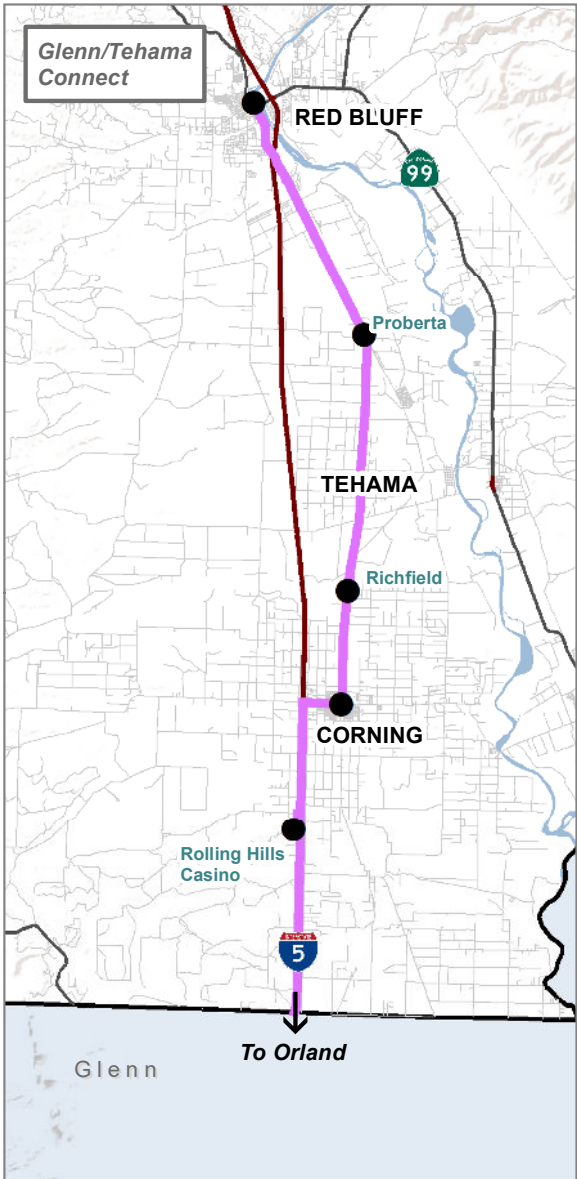 Glenn/Tehama
Connect
RED BLUFF
99
Proberta
TEHAMA
Richfield
CORNING
Rolling Hills
Casino
5
To Orland
Glenn